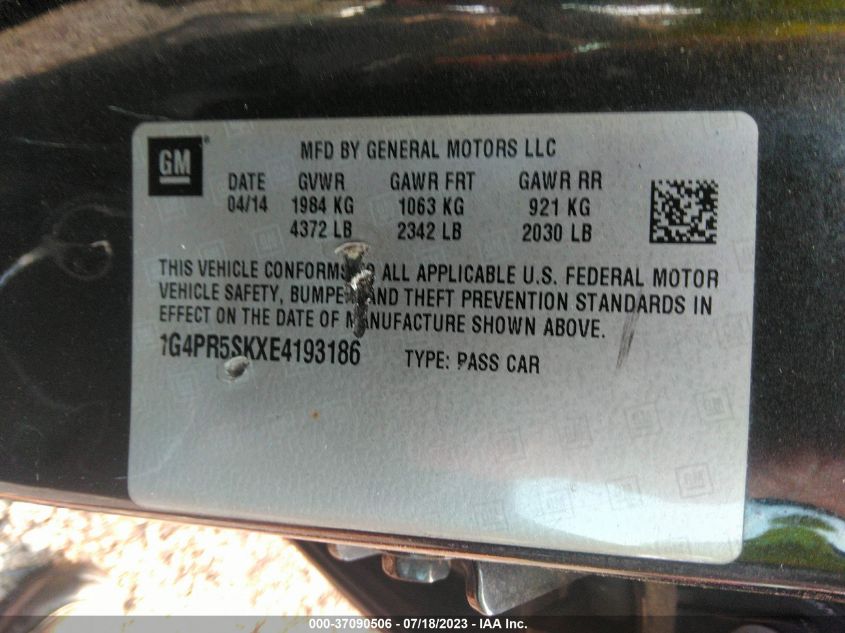 GM
MFD BY GENERAL MOTORS LLC
DATE GVWR GAWR FRT GAWR RR
04/14 1984 KG 1063 KG 921 KG
4372 LB 2342 LB 2030 LB
THIS VEHICLE CONFORMS ALL APPLICABLE U.S. FEDERAL MOTOR
VEHICLE SAFETY, BUMPER AND THEFT PREVENTION STANDARDS IN
EFFECT ON THE DATE OF MANUFACTURE SHOWN ABOVE.
1G4PR5SKXE4193186 TYPE: PASS CAR
000-37090506 - 07/18/2023 - IAA Inc.